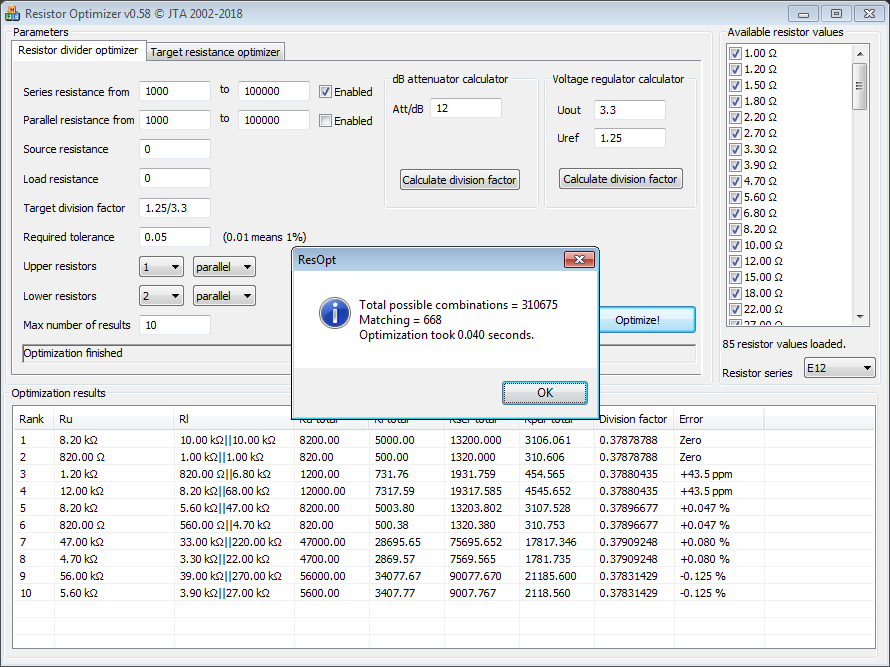 Resistor Optimizer v0.58 © JTA 2002-2018
Parameters
Resistor divider optimizer Target resistance optimizer
Series resistance from 1000 to 100000 Enabled
Parallel resistance from 1000 to 100000 Enabled
Source resistance 0
Load resistance 0
Target division factor 1.25/3.3
Required tolerance 0.05 (0.01 means 1%)
Upper resistors 1 parallel
Lower resistors 2 parallel
Max number of results 10
Optimization finished
dB attenuator calculator
Att/dB 12
Calculate division factor
Voltage regulator calculator
Uout 3.3
Uref 1.25
Calculate division factor
Optimize!
ResOpt
Total possible combinations = 310675
Matching = 668
Optimization took 0.040 seconds.
OK
Available resistor values
1.00 Ω
1.20 Ω
1.50 Ω
1.80 Ω
2.20 Ω
2.70 Ω
3.30 Ω
3.90 Ω
4.70 Ω
5.60 Ω
6.80 Ω
8.20 Ω
10.00 Ω
12.00 Ω
15.00 Ω
18.00 Ω
22.00 Ω
27.00 Ω
85 resistor values loaded.
Resistor series E12
Optimization results
Rank Ru Rl Ru total Rl total Rser total Rpar total Division factor Error
1 8.20 kΩ 10.00 kΩ||10.00 kΩ 8200.00 5000.00 13200.000 3106.061 0.37878788 Zero
2 820.00 Ω 1.00 kΩ||1.00 kΩ 820.00 500.00 1320.000 310.606 0.37878788 Zero
3 1.20 kΩ 820.00 Ω||6.80 kΩ 1200.00 731.76 1931.759 454.565 0.37880435 +43.5 ppm
4 12.00 kΩ 8.20 kΩ||68.00 kΩ 12000.00 7317.59 19317.585 4545.652 0.37880435 +43.5 ppm
5 8.20 kΩ 5.60 kΩ||47.00 kΩ 8200.00 5003.80 13203.802 3107.528 0.37896677 +0.047 %
6 820.00 Ω 560.00 Ω||4.70 kΩ 820.00 500.38 1320.380 310.753 0.37896677 +0.047 %
7 47.00 kΩ 33.00 kΩ||220.00 kΩ 47000.00 28695.65 75695.652 17817.346 0.37909248 +0.080 %
8 4.70 kΩ 3.30 kΩ||22.00 kΩ 4700.00 2869.57 7569.565 1781.735 0.37909248 +0.080 %
9 56.00 kΩ 39.00 kΩ||270.00 kΩ 56000.00 34077.67 90077.670 21185.600 0.37831429 -0.125 %
10 5.60 kΩ 3.90 kΩ||27.00 kΩ 5600.00 3407.77 9007.767 2118.560 0.37831429 -0.125 %